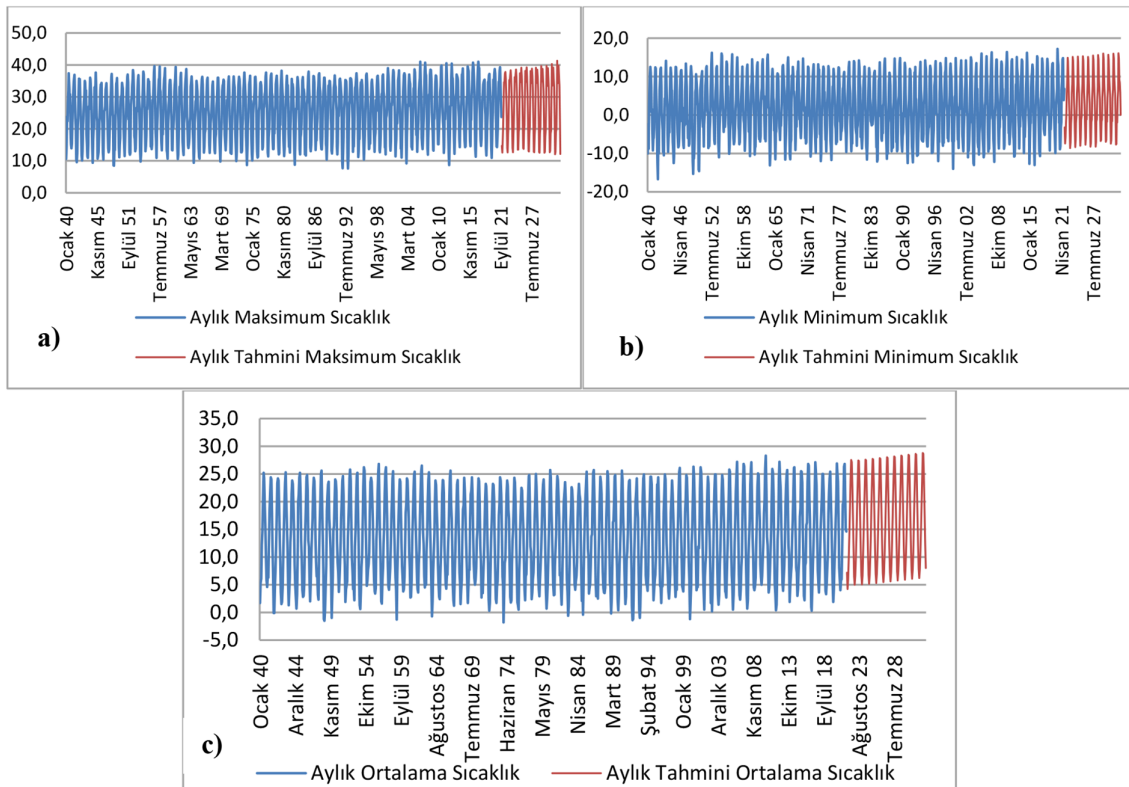 50,0
40,0
30,0
20,0
10,0
0,0
Ocak 40
Kasım 45
Eylül 51
Temmuz 57
Mayıs 63
Mart 69
Ocak 75
Kasım 80
Eylül 86
Temmuz 92
Mayıs 98
Mart 04
Ocak 10
Kasım 15
Eylül 21
Temmuz 27
Aylık Maksimum Sıcaklık
Aylık Tahmini Maksimum Sıcaklık
a)
20,0
10,0
0,0
-10,0
-20,0
Ocak 40
Nisan 46
Temmuz 52
Ekim 58
Ocak 65
Nisan 71
Temmuz 77
Ekim 83
Ocak 90
Nisan 96
Temmuz 02
Ekim 08
Ocak 15
Nisan 21
Temmuz 27
Aylık Minimum Sıcaklık
Aylık Tahmini Minimum Sıcaklık
b)
35,0
30,0
25,0
20,0
15,0
10,0
5,0
0,0
-5,0
Ocak 40
Aralık 44
Kasım 49
Ekim 54
Eylül 59
Ağustos 64
Temmuz 69
Haziran 74
Mayıs 79
Nisan 84
Mart 89
Şubat 94
Ocak 99
Aralık 03
Kasım 08
Ekim 13
Eylül 18
Ağustos 23
Temmuz 28
c)
Aylık Ortalama Sıcaklık
Aylık Tahmini Ortalama Sıcaklık